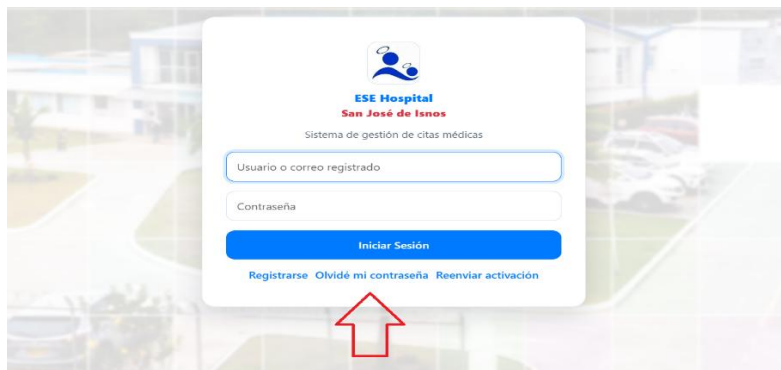 ESE Hospital
San José de Isnos
Sistema de gestión de citas médicas
Usuario o correo registrado
Contraseña
Iniciar Sesión
Registrarse Olvidé mi contraseña Reenviar activación